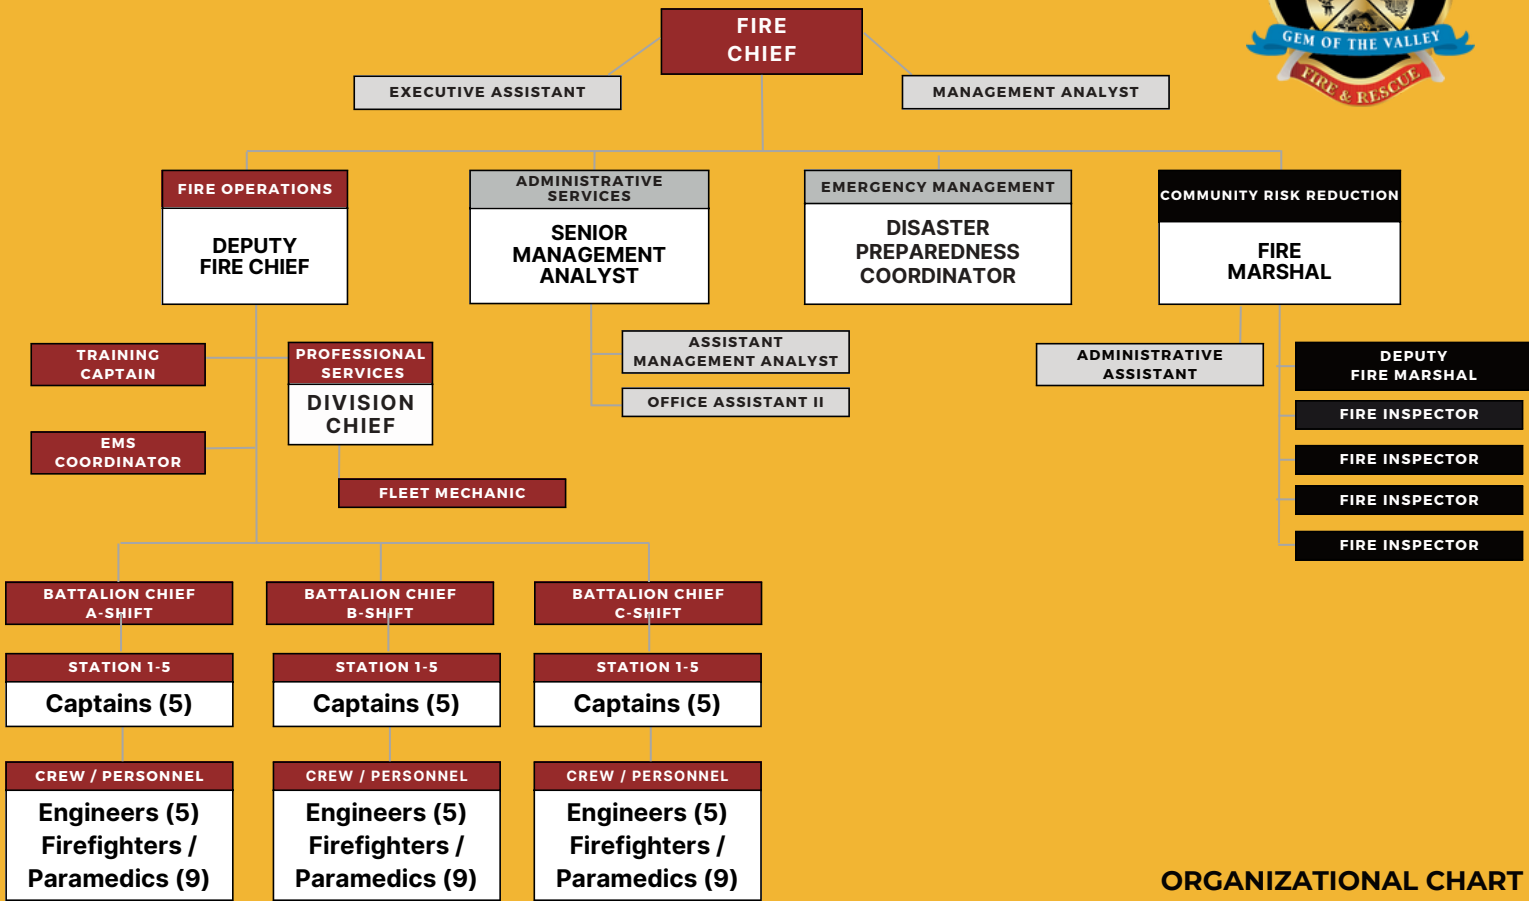 FIRE
CHIEF
GEM OF THE VALLEY
FIRE & RESCUE
EXECUTIVE ASSISTANT
MANAGEMENT ANALYST
FIRE OPERATIONS
DEPUTY
FIRE CHIEF
ADMINISTRATIVE
SERVICES
SENIOR
MANAGEMENT
ANALYST
EMERGENCY MANAGEMENT
DISASTER
PREPAREDNESS
COORDINATOR
COMMUNITY RISK REDUCTION
FIRE
MARSHAL
TRAINING
CAPTAIN
PROFESSIONAL
SERVICES
DIVISION
CHIEF
EMS
COORDINATOR
FLEET MECHANIC
ASSISTANT
MANAGEMENT ANALYST
OFFICE ASSISTANT II
ADMINISTRATIVE
ASSISTANT
DEPUTY
FIRE MARSHAL
FIRE INSPECTOR
FIRE INSPECTOR
FIRE INSPECTOR
FIRE INSPECTOR
BATTALION CHIEF
A-SHIFT
STATION 1-5
Captains (5)
CREW / PERSONNEL
Engineers (5)
Firefighters /
Paramedics (9)
BATTALION CHIEF
B-SHIFT
STATION 1-5
Captains (5)
CREW / PERSONNEL
Engineers (5)
Firefighters /
Paramedics (9)
BATTALION CHIEF
C-SHIFT
STATION 1-5
Captains (5)
CREW / PERSONNEL
Engineers (5)
Firefighters /
Paramedics (9)
ORGANIZATIONAL CHART